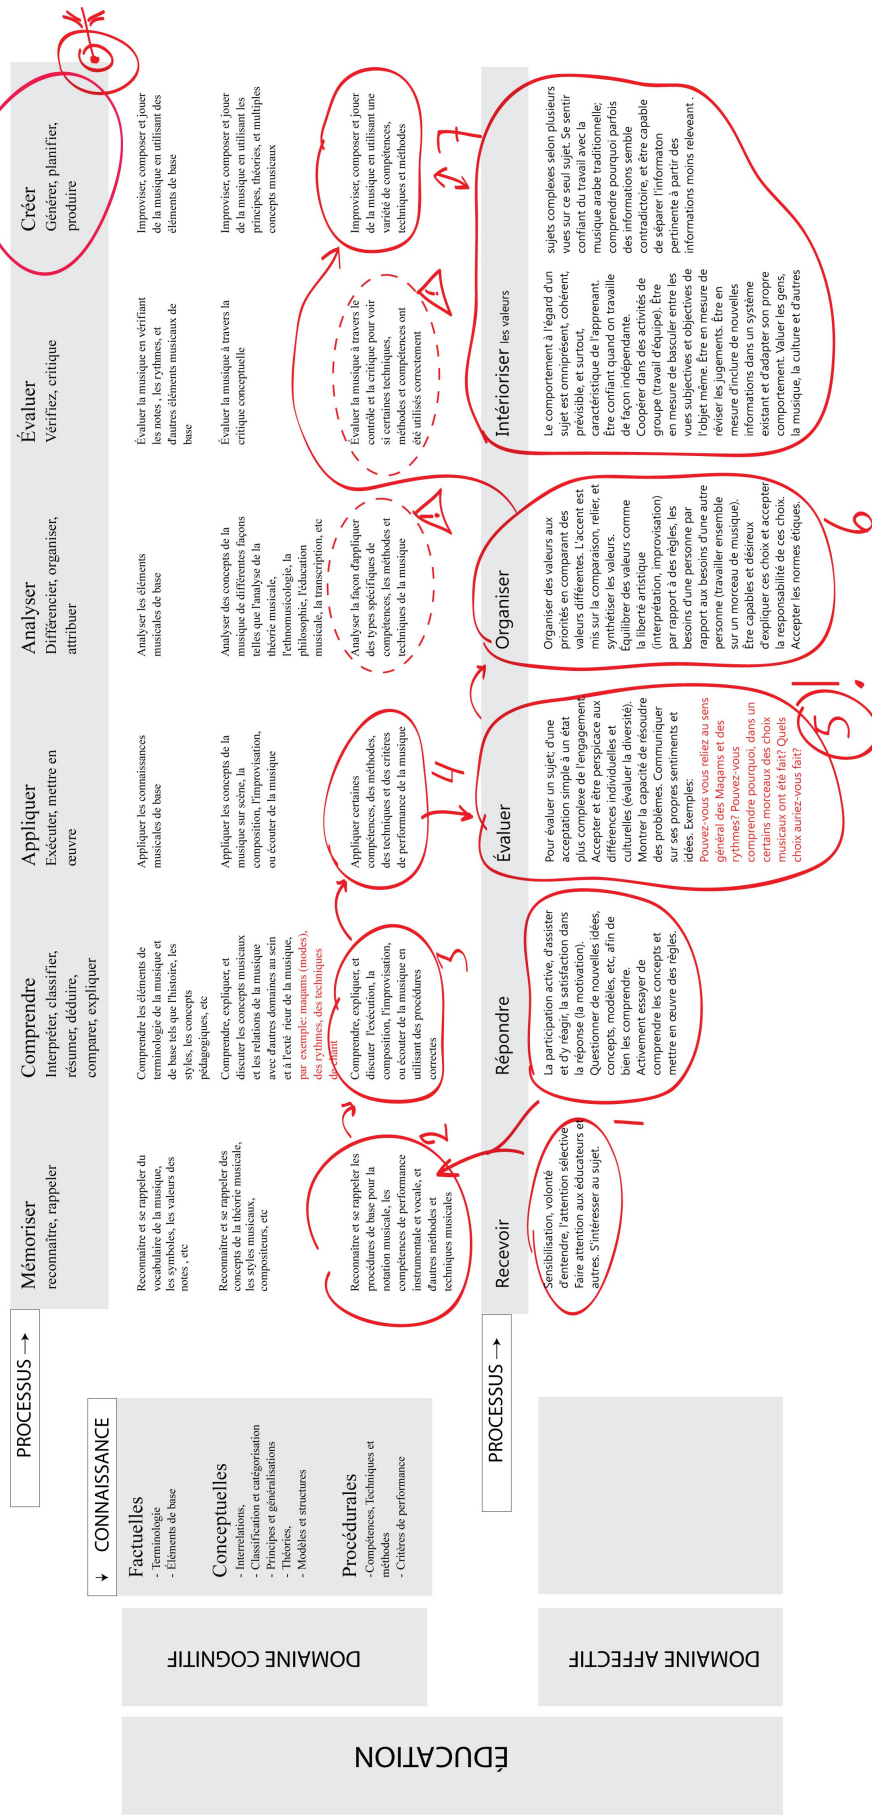 ÉDUCATION
DOMAINE COGNITIF
DOMAINE AFFECTIF
PROCESSUS →
↓ CONNAISSANCE
Mémoriser
reconnaître, rappeler
Comprendre
Interpréter, classifier,
résumer, déduire,
comparer, expliquer
Appliquer
Exécuter, mettre en
œuvre
Analyser
Différencier, organiser,
attribuer
Évaluer
Vérifiez, critique
Créer
Générer, planifier,
produire
Factuelles
- Terminologie
- Éléments de base
Reconnaître et se rappeler du
vocabulaire de la musique,
les symboles, les valeurs des
notes , etc
Comprendre les éléments de
terminologie de la musique et
de base tels que l'histoire, les
styles, les concepts
pédagogiques, etc
Appliquer les connaissances
musicales de base
Analyser les éléments
musicales de base
Évaluer la musique en vérifiant
les notes , les rythmes, et
d'autres éléments musicaux de
base
Improviser, composer et jouer
de la musique en utilisant des
éléments de base
Conceptuelles
- Interrelations,
- Classification et catégorisation
- Principes et généralisations
- Théories,
- Modèles et structures
Reconnaître et se rappeler des
concepts de la théorie musicale,
les styles musicaux,
compositeurs, etc
Comprendre, expliquer, et
discuter les concepts musicaux
et les relations de la musique
avec d'autres domaines au sein
et à l'exté rieur de la musique,
par exemple: maqams (modes),
des rythmes, des techniques
de chant
Appliquer les concepts de la
musique sur scène, la
composition, l'improvisation,
ou écouter de la musique
Analyser des concepts de la
musique de différentes façons
telles que l'analyse de la
théorie musicale,
l'ethnomusicologie, la
philosophie, l'éducation
musicale, la transcription, etc
Évaluer la musique à travers la
critique conceptuelle
Improviser, composer et jouer
de la musique en utilisant les
principes, théories, et multiples
concepts musicaux
Procédurales
-Compétences, Techniques et
méthodes
- Critères de performance
Reconnaître et se rappeler les
procédures de base pour la
notation musicale, les
compétences de performance
instrumentale et vocale, et
d'autres méthodes et
techniques musicales
2
Comprendre, expliquer, et
discuter l'exécution, la
composition, l'improvisation,
ou écouter de la musique en
utilisant des procédures
correctes
3
Appliquer certaines
compétences, des méthodes,
des techniques et des critères
de performance de la musique
4
Analyser la façon d'appliquer
des types spécifiques de
compétences, les méthodes et
techniques de la musique
!
Évaluer la musique à travers le
contrôle et la critique pour voir
si certaines techniques,
méthodes et compétences ont
été utilisés correctement
!
Improviser, composer et jouer
de la musique en utilisant une
variété de compétences,
techniques et méthodes
7
PROCESSUS →
Recevoir
Répondre
Évaluer
Organiser
Intérioriser les valeurs
Sensibilisation, volonté
d'entendre, l'attention sélective
Faire attention aux éducateurs et
autres. S'intéresser au sujet.
1
La participation active, d'assister
et d'y réagir, la satisfaction dans
la réponse (la motivation).
Questionner de nouvelles idées,
concepts, modèles, etc, afin de
bien les comprendre.
Activement essayer de
comprendre les concepts et
mettre en œuvre des règles.
Pour évaluer un sujet; d'une
acceptation simple à un état
plus complexe de l'engagement
Accepter et être perspicace aux
différences individuelles et
culturelles (évaluer la diversité).
Montrer la capacité de résoudre
des problèmes. Communiquer
sur ses propres sentiments et
idées. Exemples:
Pouvez-vous vous reliez au sens
général des Maqams et des
rythmes? Pouvez-vous
comprendre pourquoi, dans un
certains morceaux des choix
musicaux ont été fait? Quels
choix auriez-vous fait?
5
Organiser des valeurs aux
priorités en comparant des
valeurs différentes. L'accent est
mis sur la comparaison, relier, et
synthétiser les valeurs.
Équilibrer des valeurs comme
la liberté artistique
(interprétation, improvisation)
par rapport à des règles, les
besoins d'une personne par
rapport aux besoins d'une autre
personne (travailler ensemble
sur un morceau de musique).
Être capables et désireux
d'expliquer ces choix et accepter
la responsabilité de ces choix.
Accepter les normes étiques.
6
Le comportement à l'égard d'un
sujet est omniprésent, cohérent,
prévisible, et surtout,
caractéristique de l'apprenant.
Être confiant quand on travaille
de façon indépendante.
Coopérer dans des activités de
groupe (travail d'équipe). Être
en mesure de basculer entre les
vues subjectives et objectives de
l'objet même. Être en mesure de
réviser les jugements. Être en
mesure d'inclure de nouvelles
informations dans un système
existant et d'adapter son propre
comportement. Valuer les gens,
la musique, la culture et d'autres
sujets complexes selon plusieurs
vues sur ce seul sujet. Se sentir
confiant du travail avec la
musique arabe traditionnelle;
comprendre pourquoi parfois
des informations semble
contradictoire, et être capable
de séparer l'informaton
pertinente à partir des
informations moins releveant .